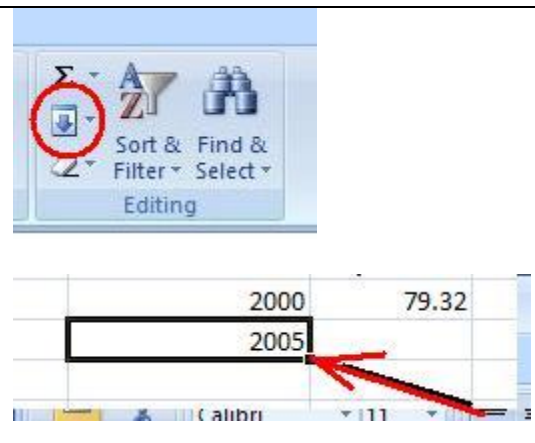 Σ
A
Z
Sort & Find &
Filter Select
Editing
2000 79.32
2005
Calibri 11